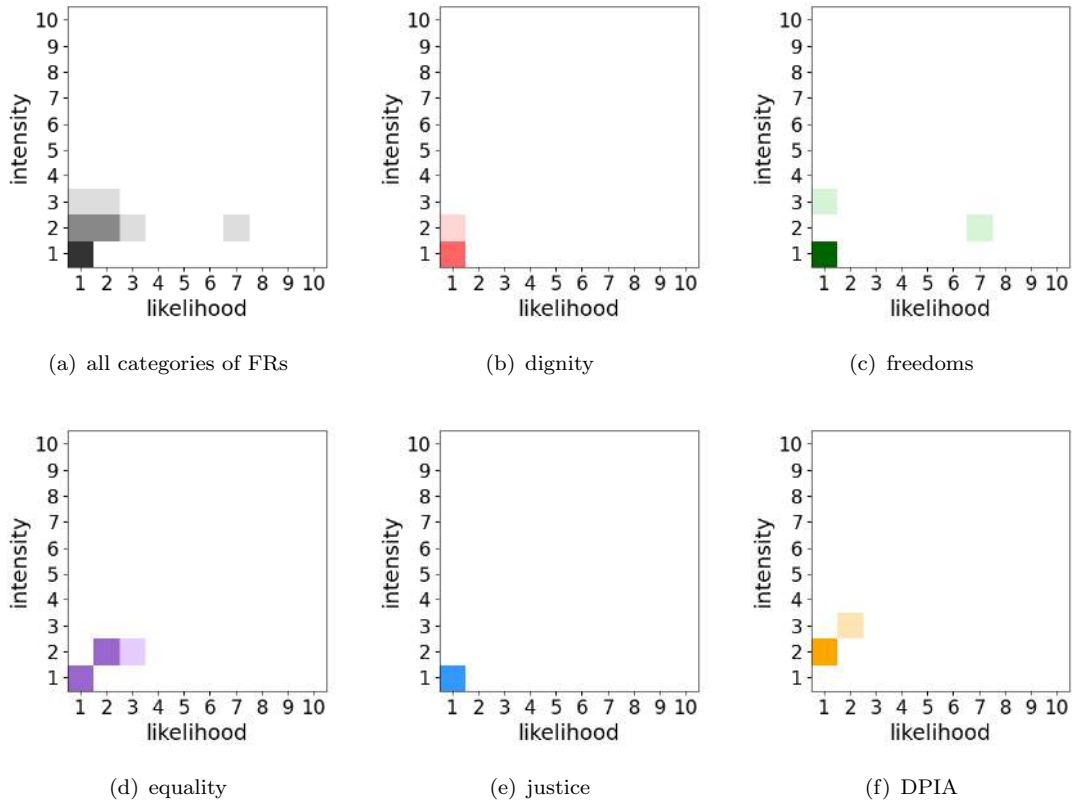 10
9
8
7
6
5
4
3
2
1
intensity
1 2 3 4 5 6 7 8 9 10
likelihood
(a) all categories of FRs
10
9
8
7
6
5
4
3
2
1
intensity
1 2 3 4 5 6 7 8 9 10
likelihood
(b) dignity
10
9
8
7
6
5
4
3
2
1
intensity
1 2 3 4 5 6 7 8 9 10
likelihood
(c) freedoms
10
9
8
7
6
5
4
3
2
1
intensity
1 2 3 4 5 6 7 8 9 10
likelihood
(d) equality
10
9
8
7
6
5
4
3
2
1
intensity
1 2 3 4 5 6 7 8 9 10
likelihood
(e) justice
10
9
8
7
6
5
4
3
2
1
intensity
1 2 3 4 5 6 7 8 9 10
likelihood
(f) DPIA